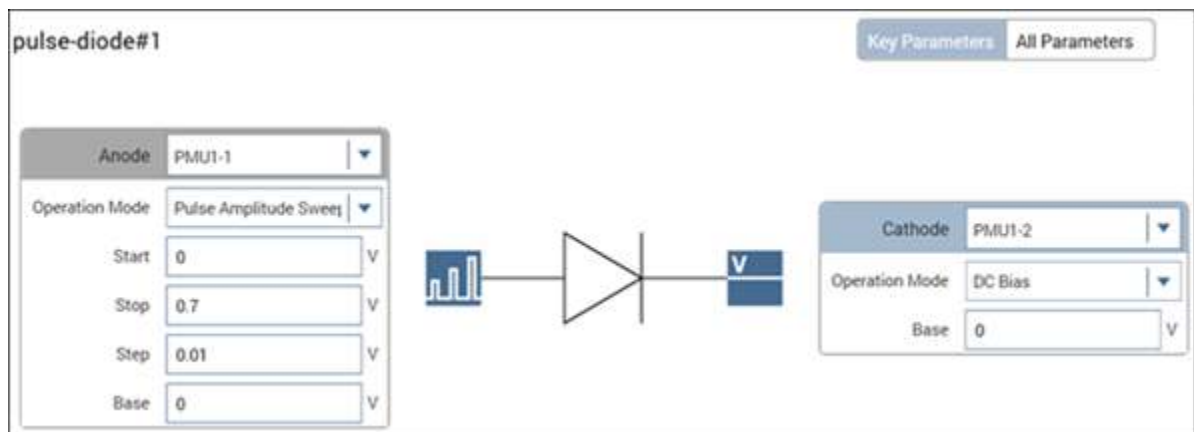 pulse-diode#1
Key Parameters All Parameters
Anode PMU1-1
Operation Mode Pulse Amplitude Sweep
Start 0 V
Stop 0.7 V
Step 0.01 V
Base 0 V
V
Cathode PMU1-2
Operation Mode DC Bias
Base 0 V